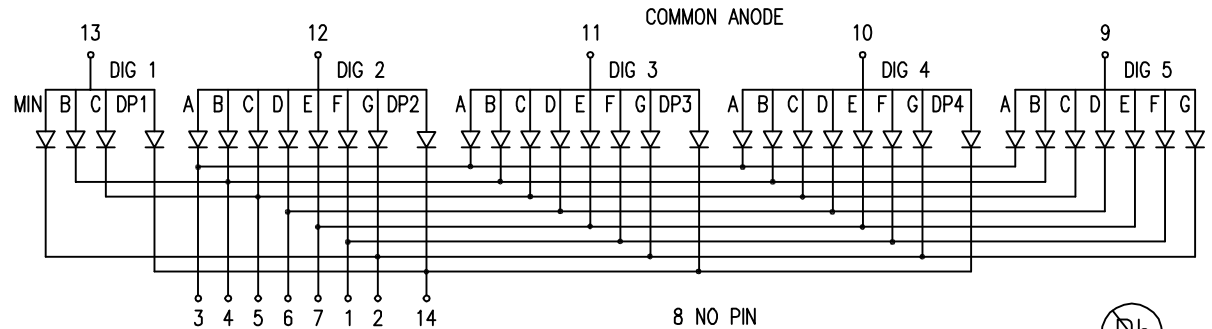 COMMON ANODE
13 12 11 10 9
DIG 1 DIG 2 DIG 3 DIG 4 DIG 5
MIN B C DP1 A B C D E F G DP2 A B C D E F G DP3 A B C D E F G DP4 A B C D E F G
3 4 5 6 7 1 2 14 8 NO PIN